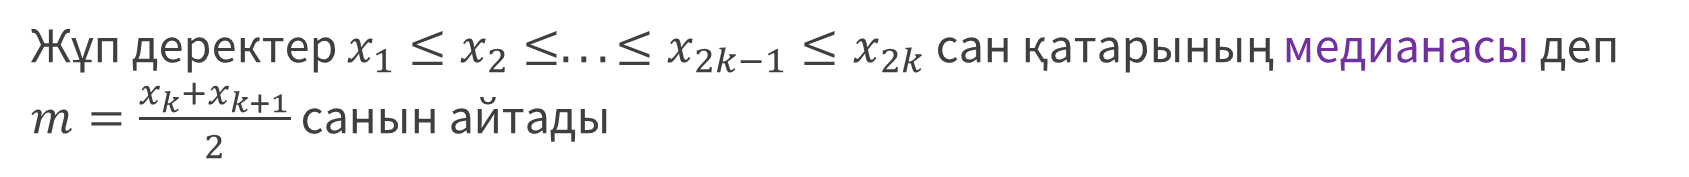 Жұп деректер x₁ ≤ x₂ ≤…≤ x₂ₖ₋₁ ≤ x₂ₖ сан қатарының медианасы деп
m = (xₖ+xₖ₊₁)/2 санын айтады